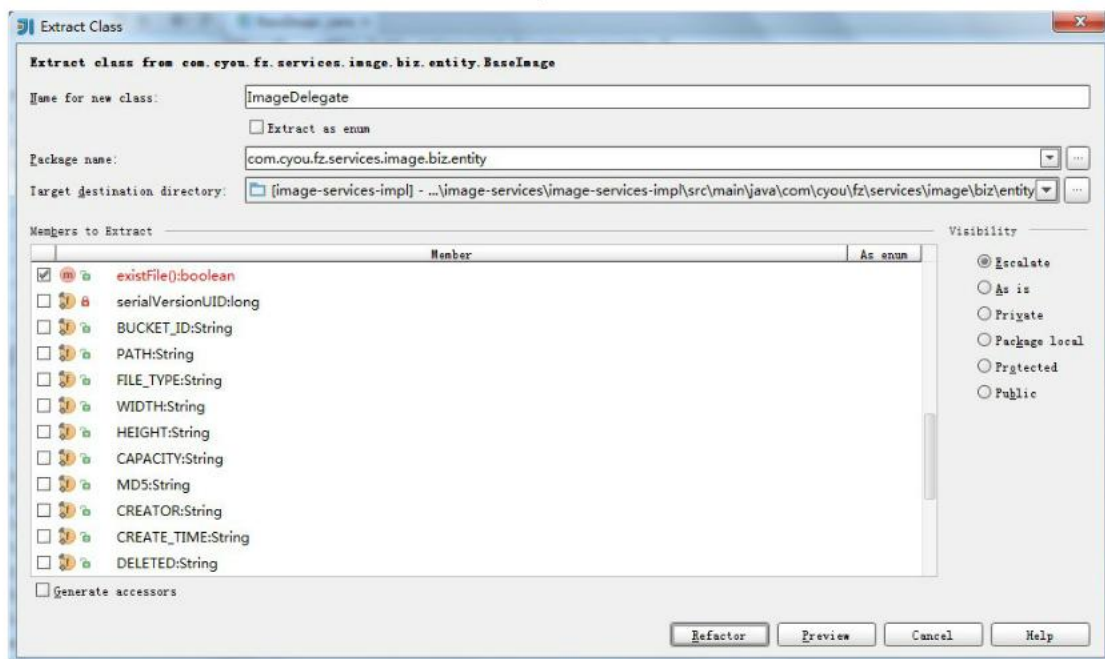 Extract Class
Extract class from com.cyou.fz.services.image.biz.entity.BaseImage
Name for new class:
ImageDelegate
Extract as enum
Package name:
com.cyou.fz.services.image.biz.entity
...
Target destination directory:
[image-services-impl] - ...\image-services\image-services-impl\src\main\java\com\cyou\fz\services\image\biz\entity
...
Members to Extract
Member
As enum
existFile():boolean
serialVersionUID:long
BUCKET_ID:String
PATH:String
FILE_TYPE:String
WIDTH:String
HEIGHT:String
CAPACITY:String
MD5:String
CREATOR:String
CREATE_TIME:String
DELETED:String
Visibility
Escalate
As is
Private
Package local
Protected
Public
Generate accessors
Refactor
Preview
Cancel
Help